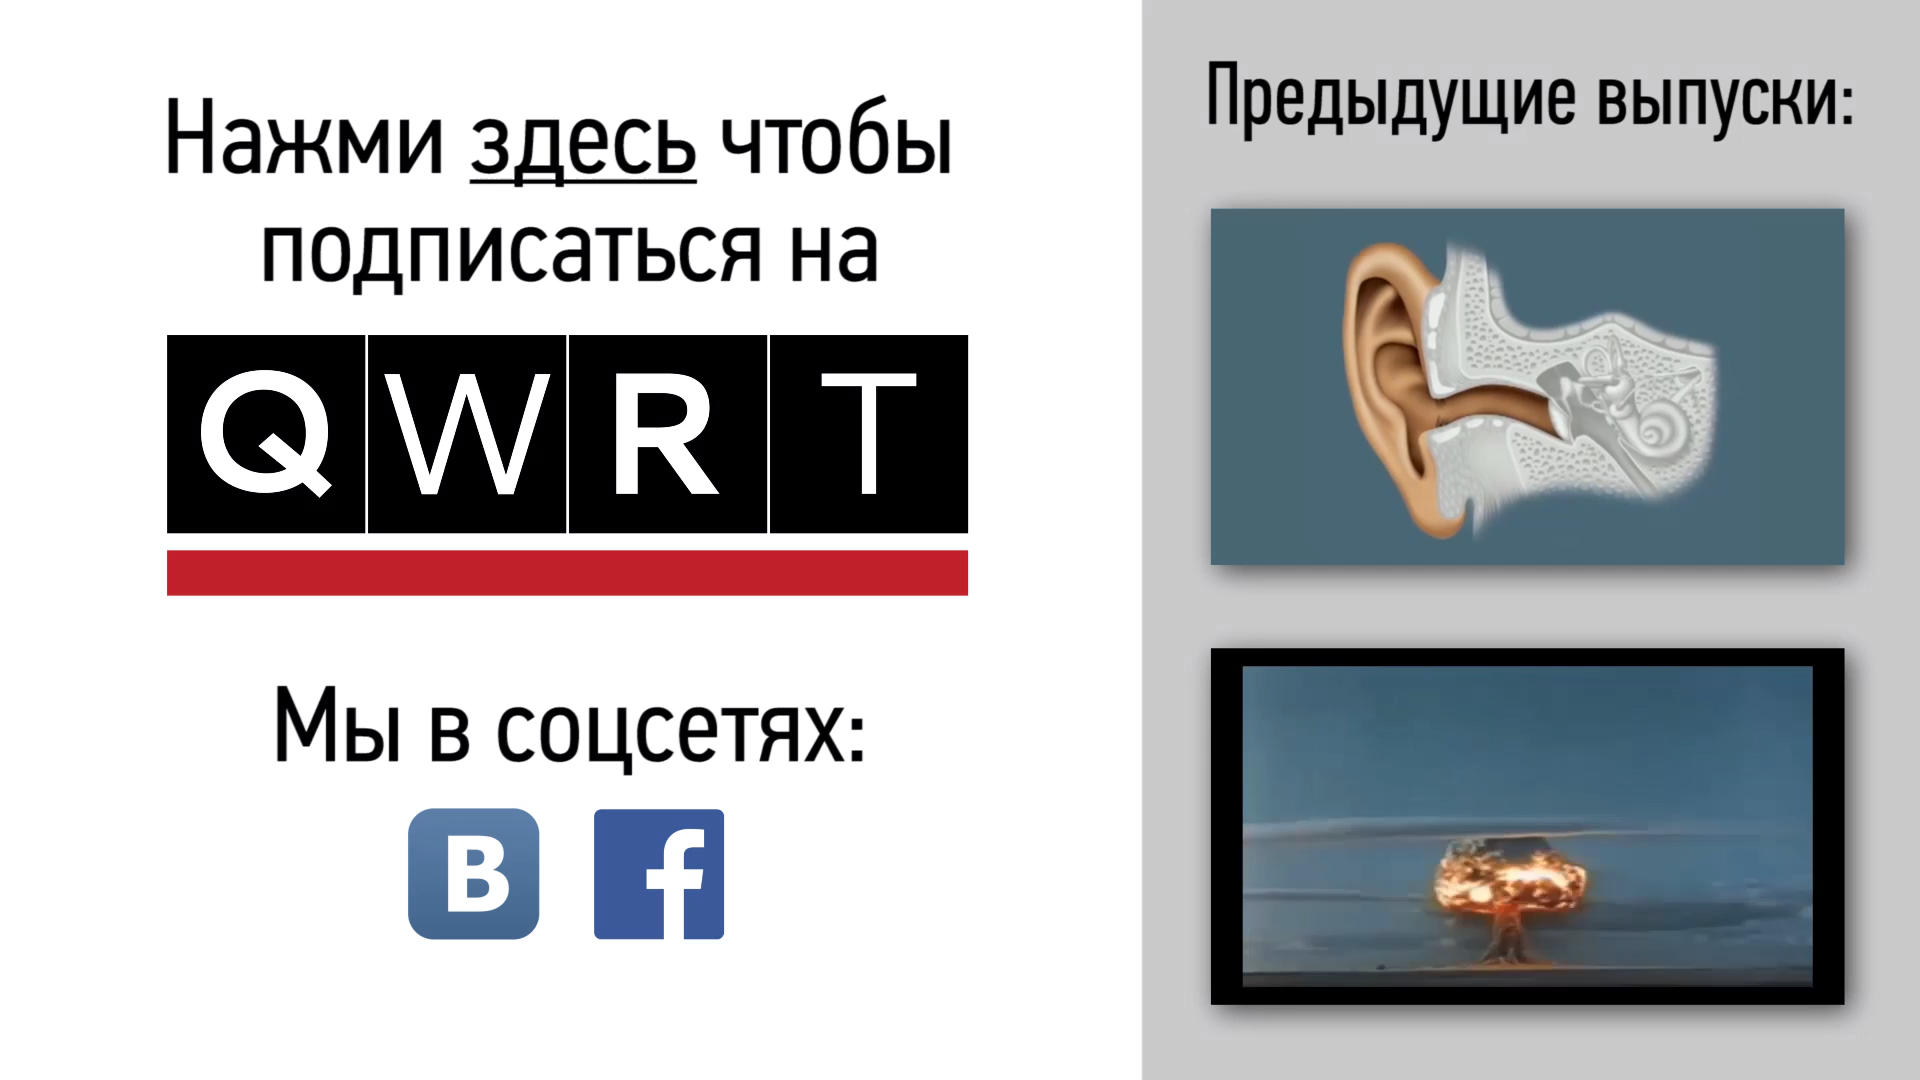 Нажми здесь чтобы
подписаться на
QWRT
Мы в соцсетях:
B f
Предыдущие выпуски: